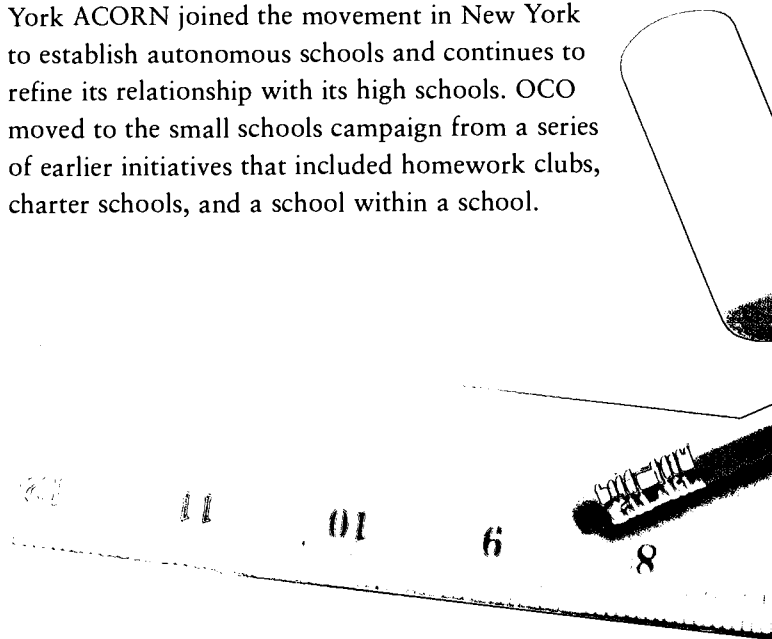 York ACORN joined the movement in New York
to establish autonomous schools and continues to
refine its relationship with its high schools. OCO
moved to the small schools campaign from a series
of earlier initiatives that included homework clubs,
charter schools, and a school within a school.
11 10 9 8